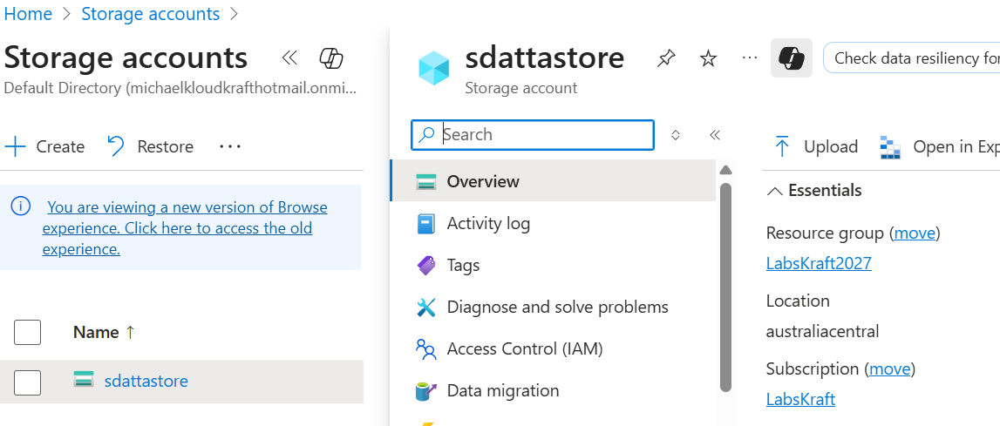 Home > Storage accounts >
Storage accounts
Default Directory (michaelkloudkrafthotmail.onmi...
Create
Restore
You are viewing a new version of Browse
experience. Click here to access the old
experience.
Name ↑
sdattastore
sdattastore
Storage account
Search
Overview
Activity log
Tags
Diagnose and solve problems
Access Control (IAM)
Data migration
Check data resiliency for
Upload
Open in Exp
Essentials
Resource group (move)
LabsKraft2027
Location
australiacentral
Subscription (move)
LabsKraft